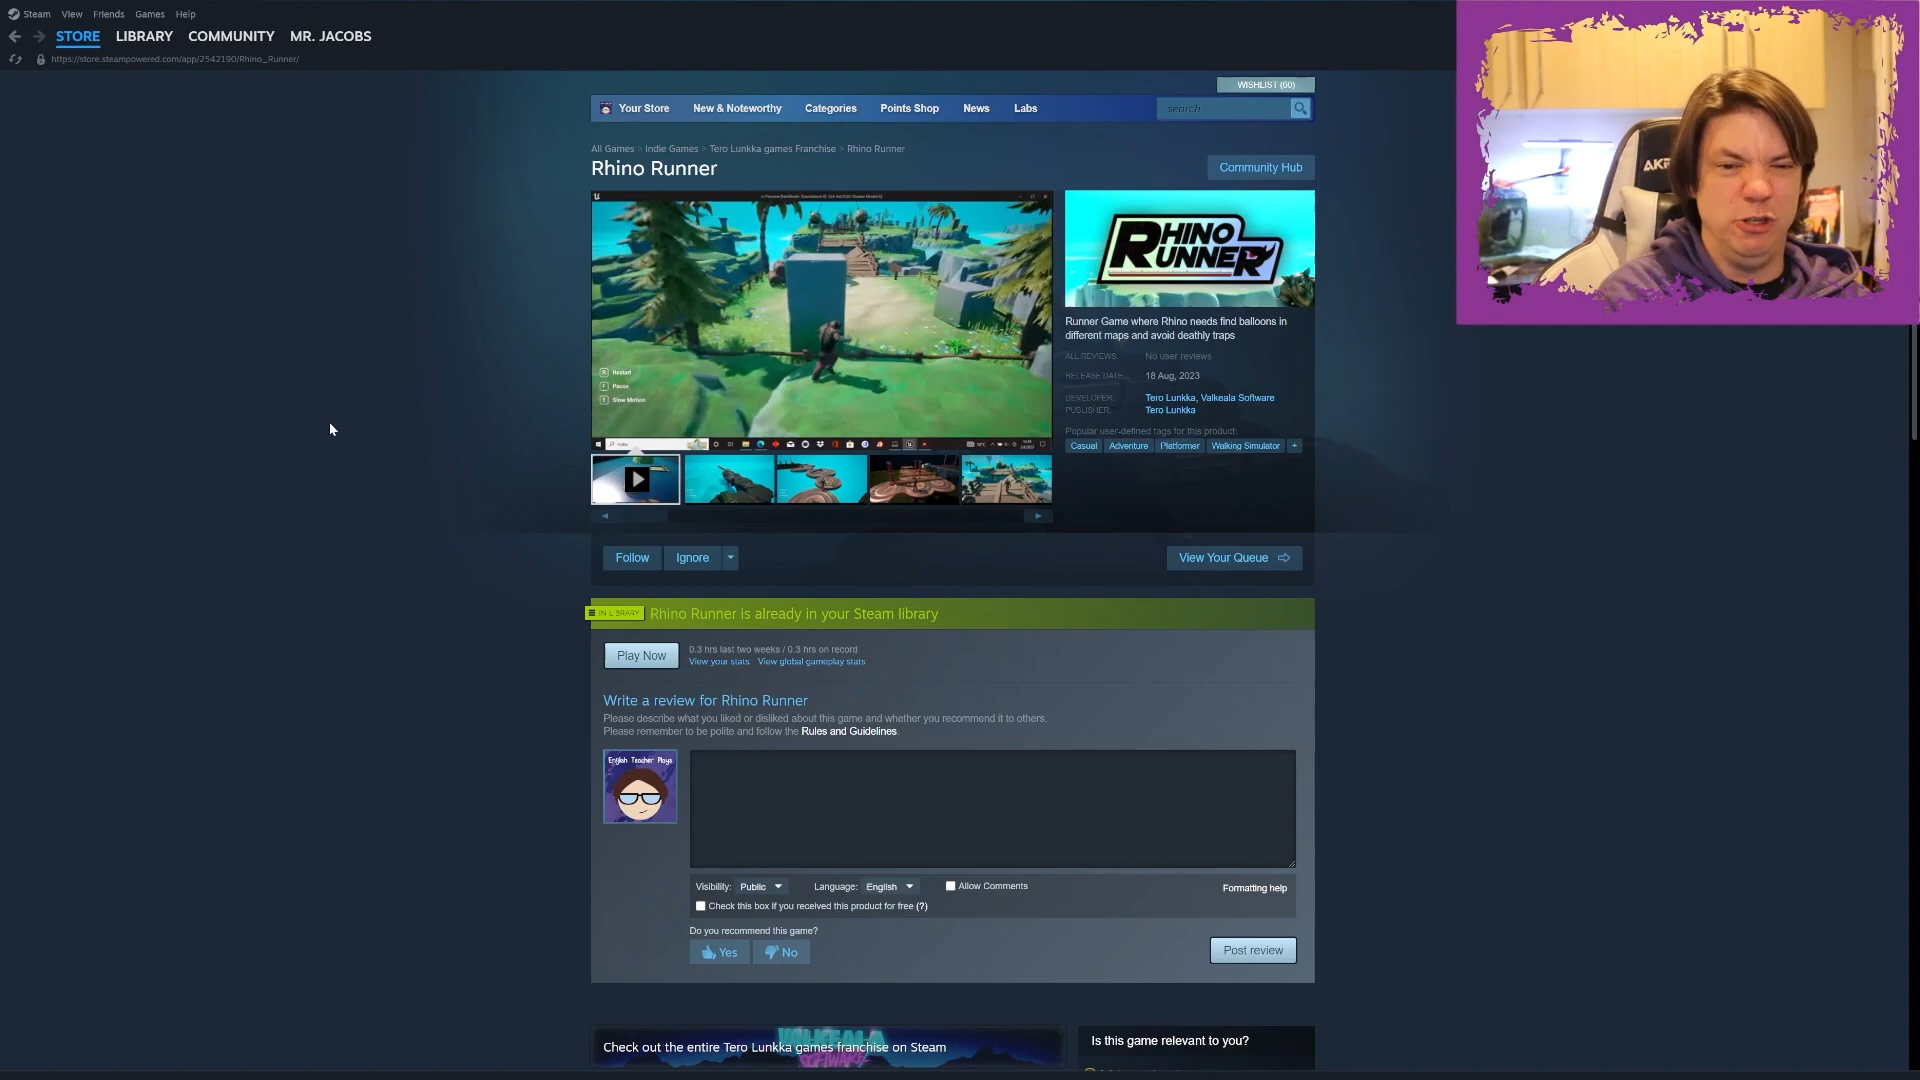 Steam View Friends Games Help
STORE LIBRARY COMMUNITY MR. JACOBS
https://store.steampowered.com/app/2542190/Rhino_Runner/
WISHLIST (60)
Your Store New & Noteworthy Categories Points Shop News Labs search
All Games > Indie Games > Tero Lunkka games Franchise > Rhino Runner
Rhino Runner
Community Hub
R Restart
Pause
Slow Motion
RHINO
RUNNER
Runner Game where Rhino needs find balloons in
different maps and avoid deathly traps
ALL REVIEWS: No user reviews
RELEASE DATE: 18 Aug, 2023
DEVELOPER: Tero Lunkka, Valkeala Software
PUBLISHER: Tero Lunkka
Popular user-defined tags for this product:
Casual Adventure Platformer Walking Simulator +
Follow Ignore View Your Queue
IN LIBRARY Rhino Runner is already in your Steam library
Play Now
0.3 hrs last two weeks / 0.3 hrs on record
View your stats View global gameplay stats
Write a review for Rhino Runner
Please describe what you liked or disliked about this game and whether you recommend it to others.
Please remember to be polite and follow the Rules and Guidelines.
English Teacher Plays
Visibility: Public Language: English Allow Comments Formatting help
Check this box if you received this product for free (?)
Do you recommend this game?
Yes No Post review
VALKEALA
SOFTWARE
Check out the entire Tero Lunkka games franchise on Steam
Is this game relevant to you?